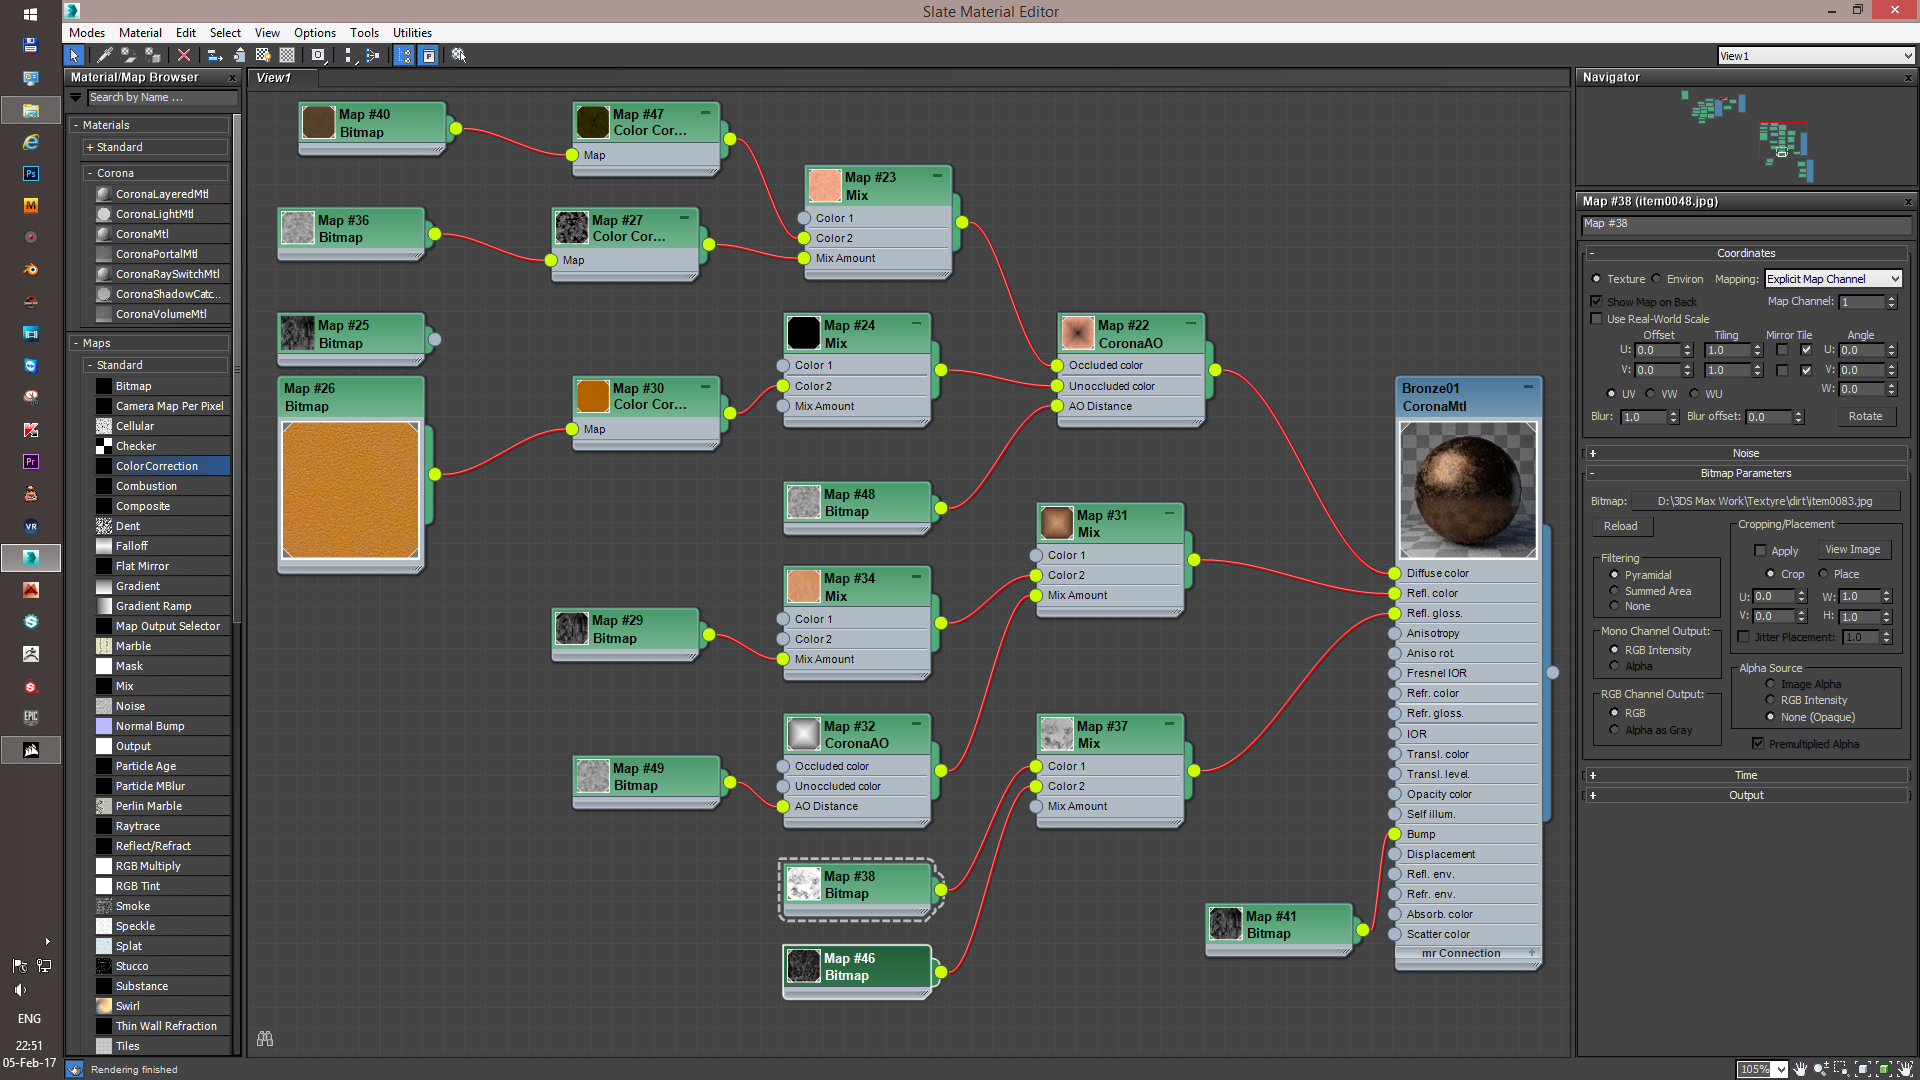 Slate Material Editor
Modes Material Edit Select View Options Tools Utilities
View1
Material/Map Browser x
Search by Name ...
- Materials
+ Standard
- Corona
CoronaLayeredMtl
CoronaLightMtl
CoronaMtl
CoronaPortalMtl
CoronaRaySwitchMtl
CoronaShadowCatc...
CoronaVolumeMtl
- Maps
- Standard
Bitmap
Camera Map Per Pixel
Cellular
Checker
ColorCorrection
Combustion
Composite
Dent
Falloff
Flat Mirror
Gradient
Gradient Ramp
Map Output Selector
Marble
Mask
Mix
Noise
Normal Bump
Output
Particle Age
Particle MBlur
Perlin Marble
Raytrace
Reflect/Refract
RGB Multiply
RGB Tint
Smoke
Speckle
Splat
Stucco
Substance
Swirl
Thin Wall Refraction
Tiles
View1
Map #40
Bitmap
Map #47
Color Cor...
Map
Map #23
Mix
Color 1
Color 2
Mix Amount
Map #36
Bitmap
Map #27
Color Cor...
Map
Map #25
Bitmap
Map #24
Mix
Color 1
Color 2
Mix Amount
Map #22
CoronaAO
Occluded color
Unoccluded color
AO Distance
Map #26
Bitmap
Map #30
Color Cor...
Map
Map #48
Bitmap
Map #31
Mix
Color 1
Color 2
Mix Amount
Map #34
Mix
Color 1
Color 2
Mix Amount
Map #29
Bitmap
Map #32
CoronaAO
Occluded color
Unoccluded color
AO Distance
Map #49
Bitmap
Map #37
Mix
Color 1
Color 2
Mix Amount
Map #38
Bitmap
Map #46
Bitmap
Map #41
Bitmap
Bronze01
CoronaMtl
Diffuse color
Refl. color
Refl. gloss.
Anisotropy
Aniso rot.
Fresnel IOR
Refr. color
Refr. gloss.
IOR
Transl. color
Transl. level.
Opacity color
Self illum.
Bump
Displacement
Refl. env.
Refr. env.
Absorb. color
Scatter color
mr Connection +
Navigator x
Map #38 (item0048.jpg) x
Map #38
- Coordinates
Texture Environ Mapping: Explicit Map Channel
Show Map on Back Map Channel: 1
Use Real-World Scale
Offset Tiling Mirror Tile Angle
U: 0.0 1.0 U: 0.0
V: 0.0 1.0 V: 0.0
W: 0.0
UV VW WU
Blur: 1.0 Blur offset: 0.0 Rotate
+ Noise
- Bitmap Parameters
Bitmap: D:\3DS Max Work\Textyre\dirt\item0083.jpg
Reload
Cropping/Placement
Apply View Image
Crop Place
U: 0.0 W: 1.0
V: 0.0 H: 1.0
Jitter Placement: 1.0
Filtering
Pyramidal
Summed Area
None
Mono Channel Output:
RGB Intensity
Alpha
RGB Channel Output:
RGB
Alpha as Gray
Alpha Source
Image Alpha
RGB Intensity
None (Opaque)
Premultiplied Alpha
+ Time
+ Output
Ps
M
Pr
VR
EPIC
ENG
22:51
05-Feb-17
Rendering finished
105%